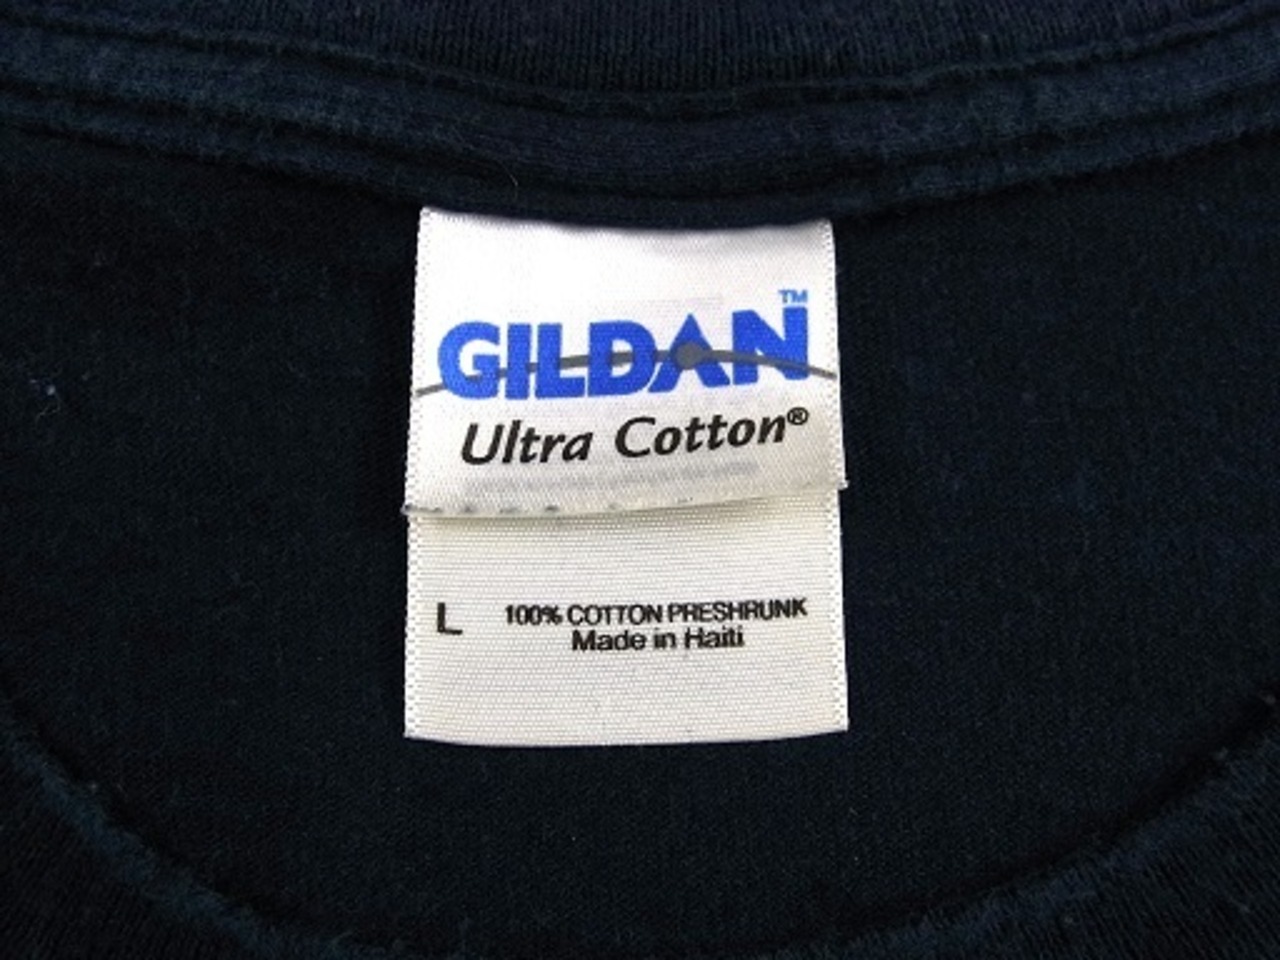 GILDAN™
Ultra Cotton®
L 100% COTTON PRESHRUNK
Made in Haiti